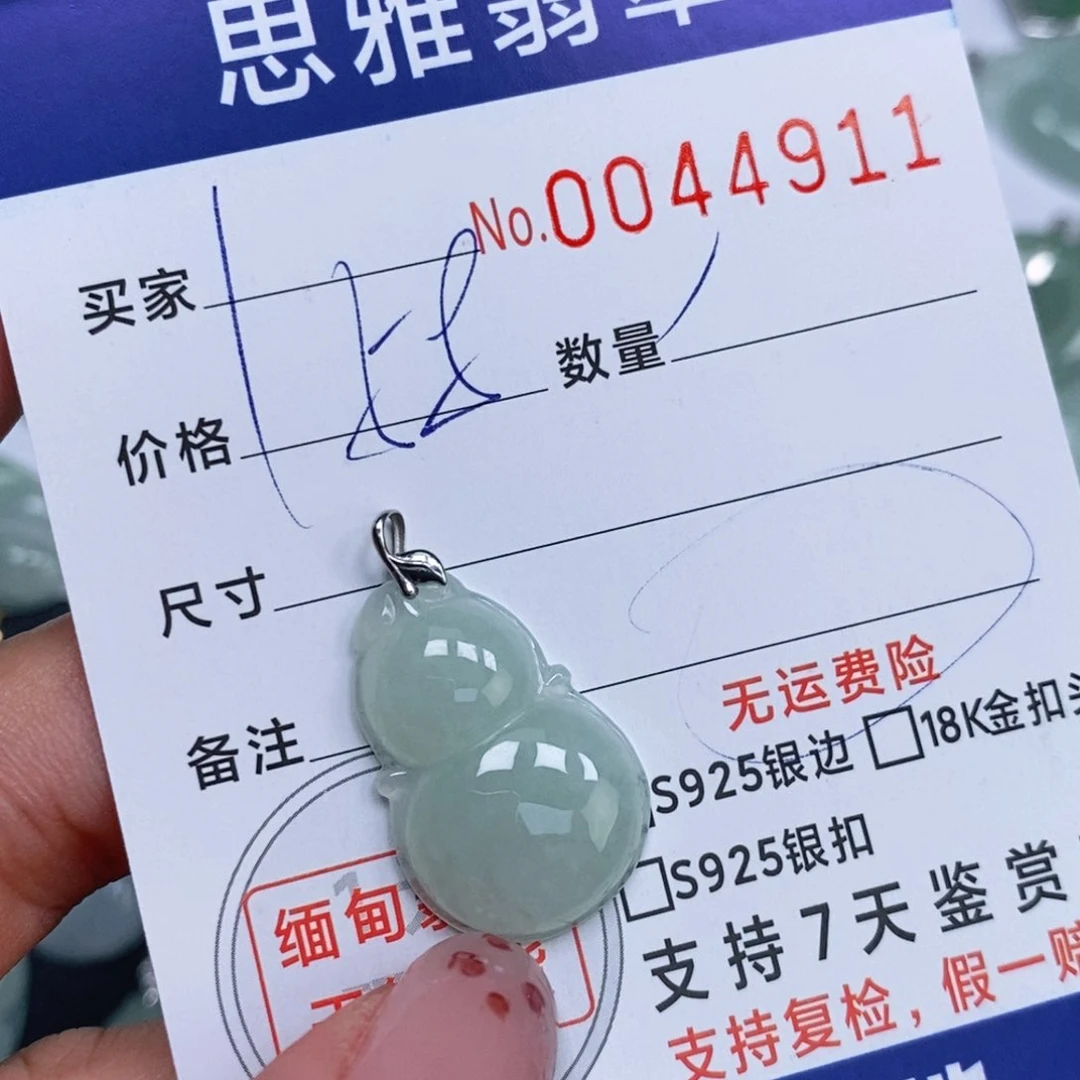 思雅翡翠
No.0044911
买家
价格
数量
尺寸
备注
无运费险
S925银边 □18K金扣头
□S925银扣
支持7天鉴赏
支持复检，假一赔
缅甸